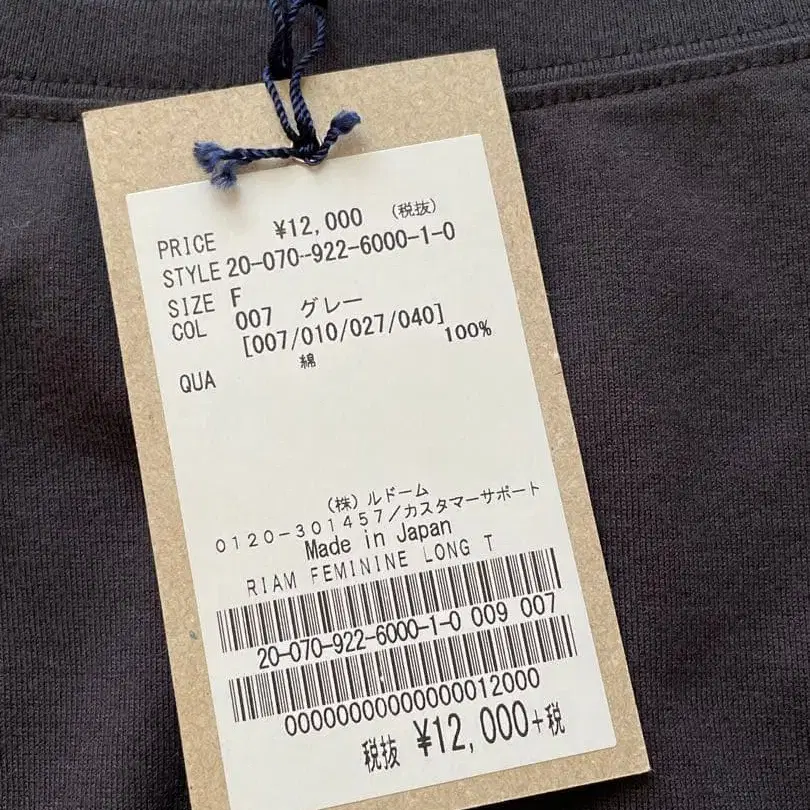 PRICE ¥12,000 (税抜)
STYLE 20-070-922-6000-1-0
SIZE F
COL 007 グレー
[007/010/027/040]
QUA 綿 100%
(株)ルドーム
0120-301457/カスタマーサポート
Made in Japan
RIAM FEMININE LONG T
20-070-922-6000-1-0 009 007
00000000000000012000
税抜 ¥12,000+税